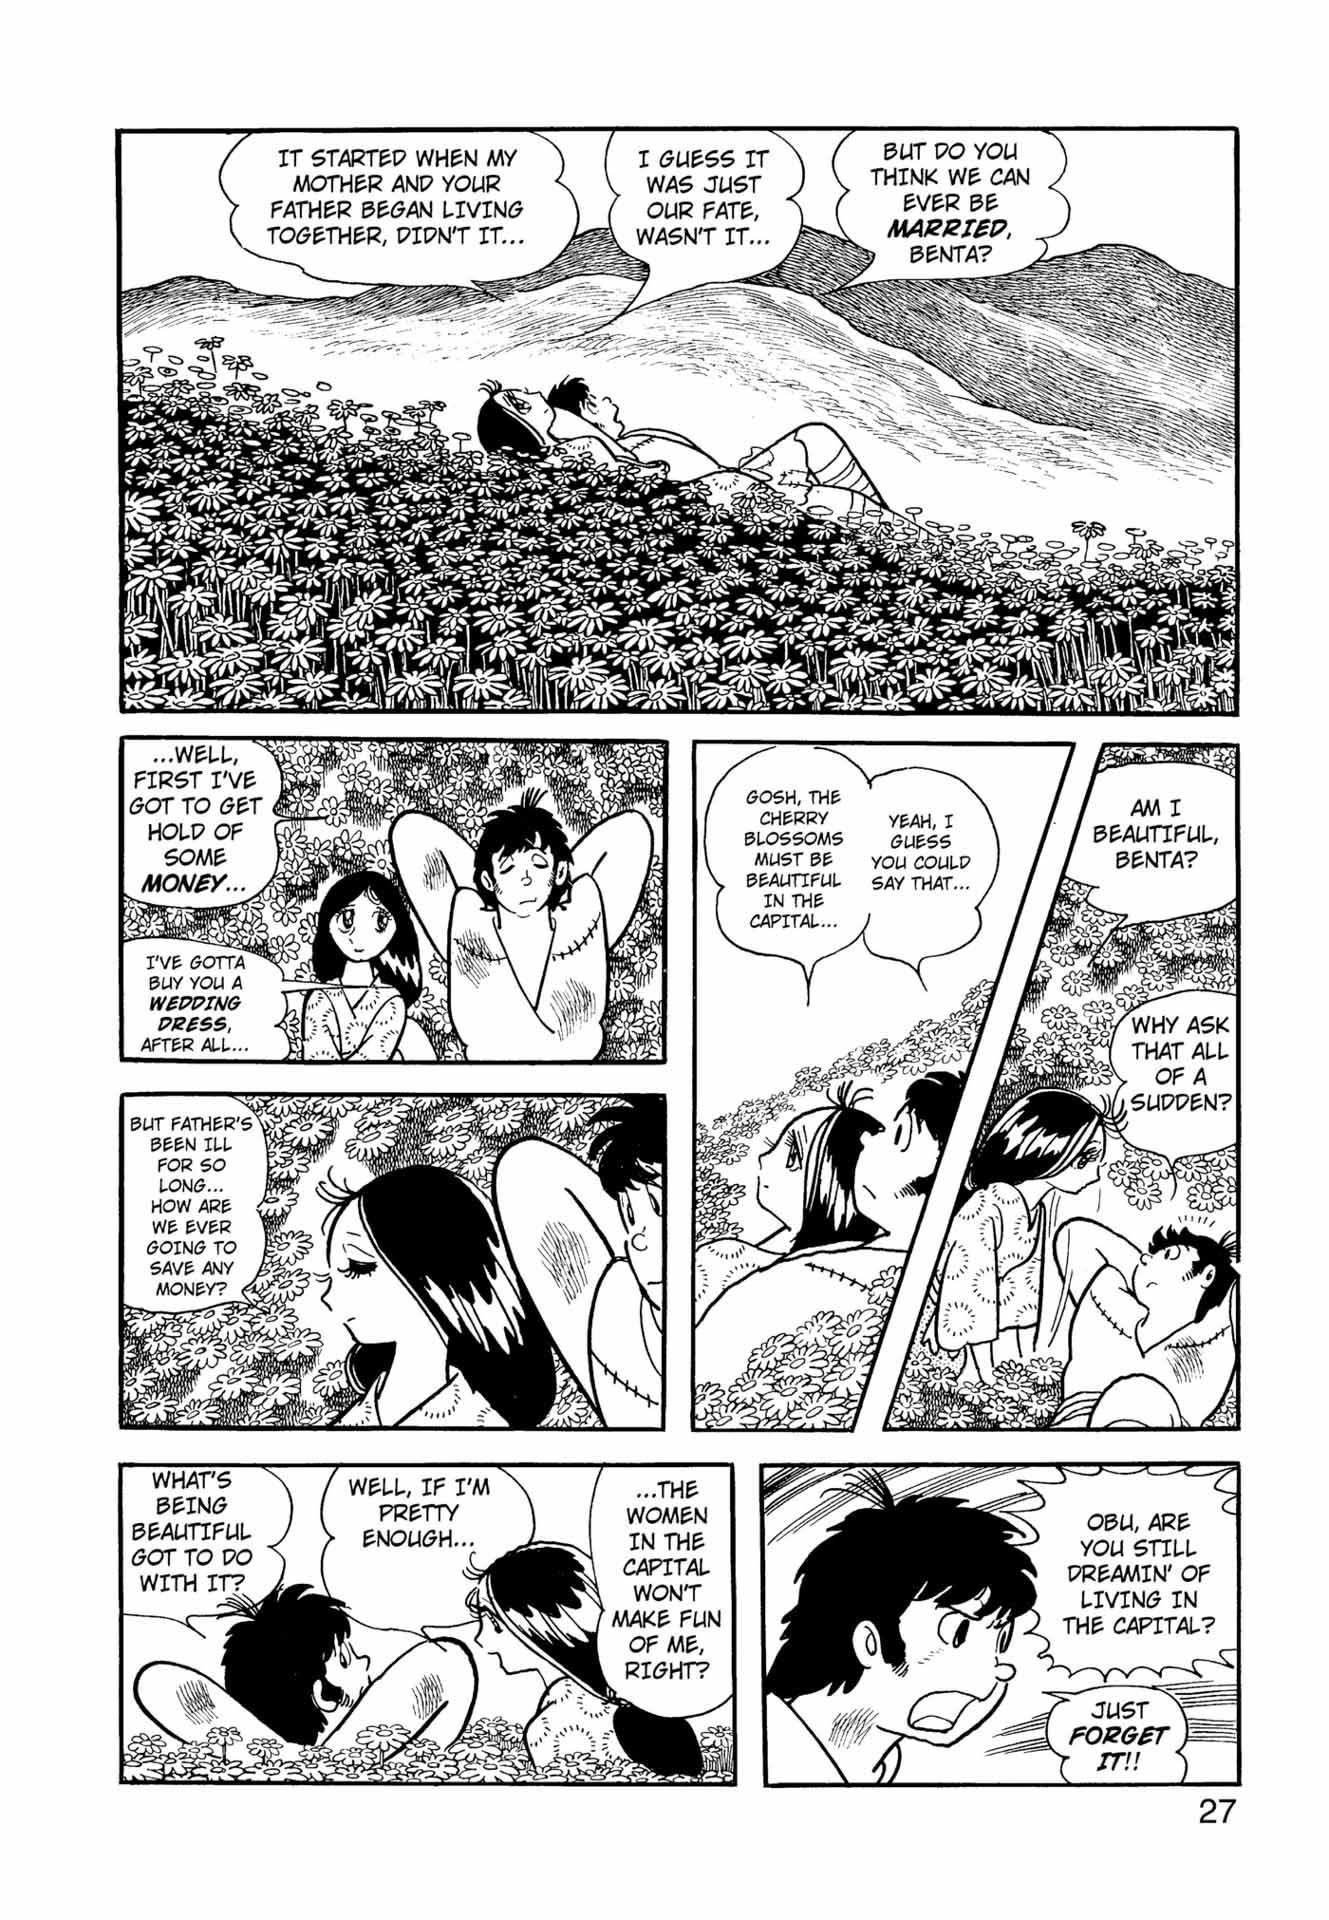 IT STARTED WHEN MY
MOTHER AND YOUR
FATHER BEGAN LIVING
TOGETHER, DIDN'T IT...
I GUESS IT
WAS JUST
OUR FATE,
WASN'T IT...
BUT DO YOU
THINK WE CAN
EVER BE
MARRIED,
BENTA?
...WELL,
FIRST I'VE
GOT TO GET
HOLD OF
SOME
MONEY...
I'VE GOTTA
BUY YOU A
WEDDING
DRESS,
AFTER ALL...
BUT FATHER'S
BEEN ILL
FOR SO
LONG...
HOW ARE
WE EVER
GOING TO
SAVE ANY
MONEY?
GOSH, THE
CHERRY
BLOSSOMS
MUST BE
BEAUTIFUL
IN THE
CAPITAL...
YEAH, I
GUESS
YOU COULD
SAY THAT...
AM I
BEAUTIFUL,
BENTA?
WHY ASK
THAT ALL
OF A
SUDDEN?
WHAT'S
BEING
BEAUTIFUL
GOT TO DO
WITH IT?
WELL, IF I'M
PRETTY
ENOUGH...
...THE
WOMEN
IN THE
CAPITAL
WON'T
MAKE FUN
OF ME,
RIGHT?
OBU, ARE
YOU STILL
DREAMIN' OF
LIVING IN
THE CAPITAL?
JUST
FORGET
IT!!
27